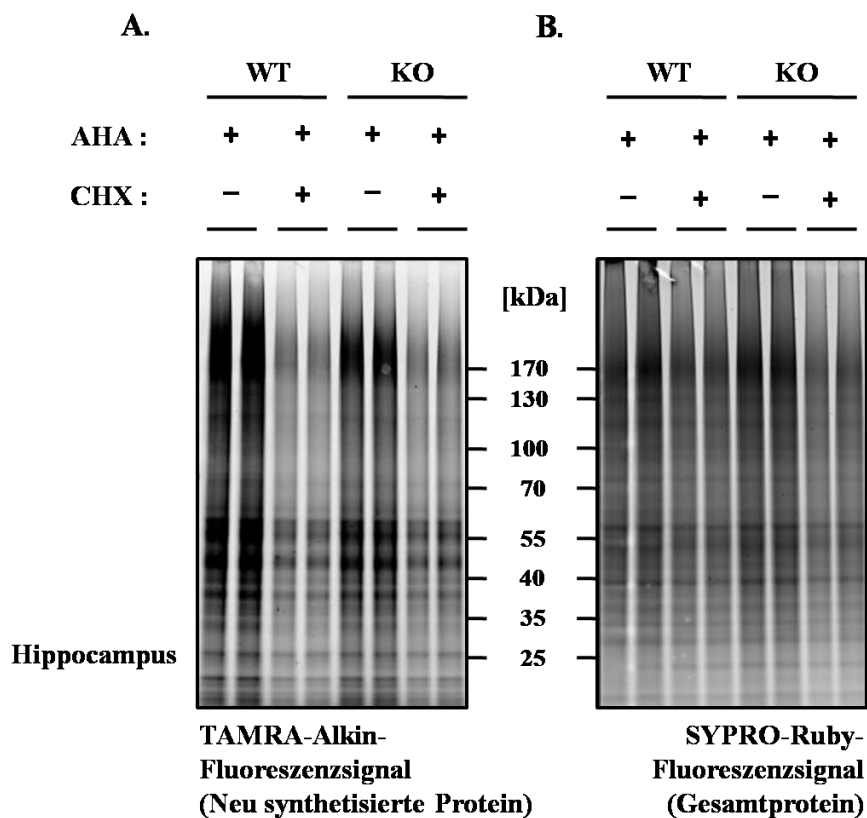 A. B.
WT KO WT KO
AHA : + + + + + + + +
CHX : − + − + − + − +
[kDa]
170
130
100
70
55
40
35
Hippocampus 25
TAMRA-Alkin- SYPRO-Ruby-
Fluoreszenzsignal Fluoreszenzsignal
(Neu synthetisierte Protein) (Gesamtprotein)